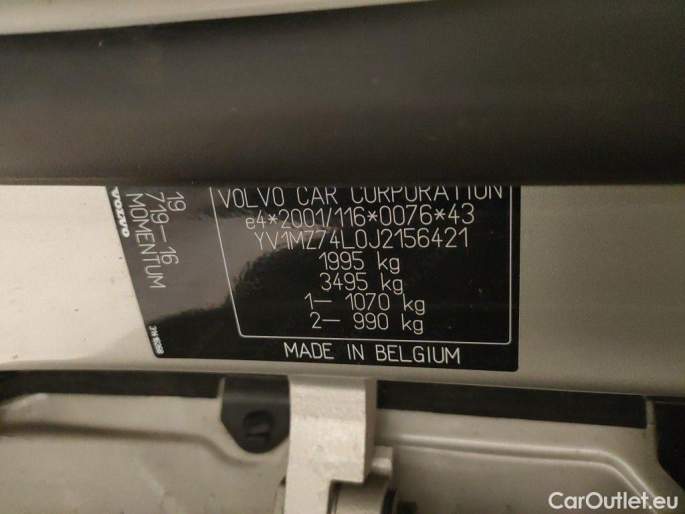 VOLVO CAR CORPORATION
e4*2001/116*0076*43
YV1MZ74L0J2156421
1995 kg
3495 kg
1– 1070 kg
2– 990 kg
MADE IN BELGIUM
VOLVO
MOMENTUM
719–16
19
CarOutlet.eu